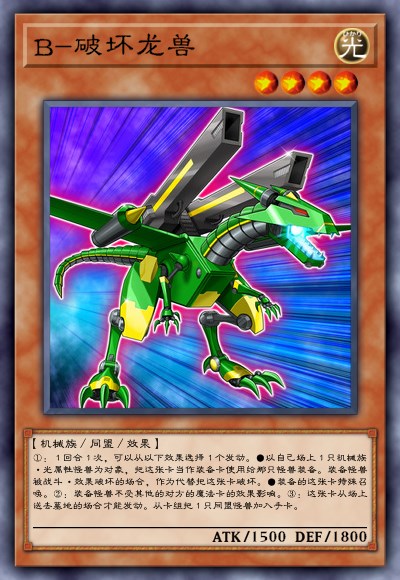 B-破坏龙兽
光
【机械族／同盟／效果】
①：1回合1次，可以从以下效果选择1个发动。●以自己场上1只机械族
·光属性怪兽为对象，把这张卡当作装备卡使用给那只怪兽装备。装备怪兽
被战斗·效果破坏的场合，作为代替把这张卡破坏。●装备的这张卡特殊召
唤。②：装备怪兽不受其他的对方的魔法卡的效果影响。③：这张卡从场上
送去墓地的场合才能发动。从卡组把1只同盟怪兽加入手卡。
ATK/1500 DEF/1800